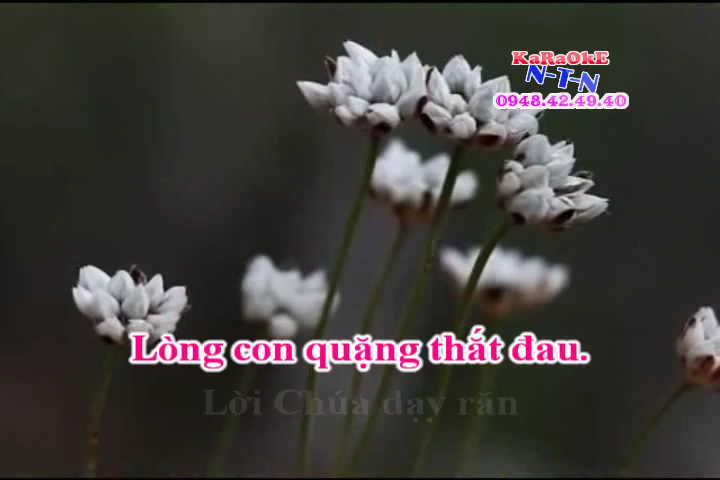 KaRaOkE
N-T-N
0948.42.49.40
Lòng con quặng thắt đau.
Lời Chúa dạy răn